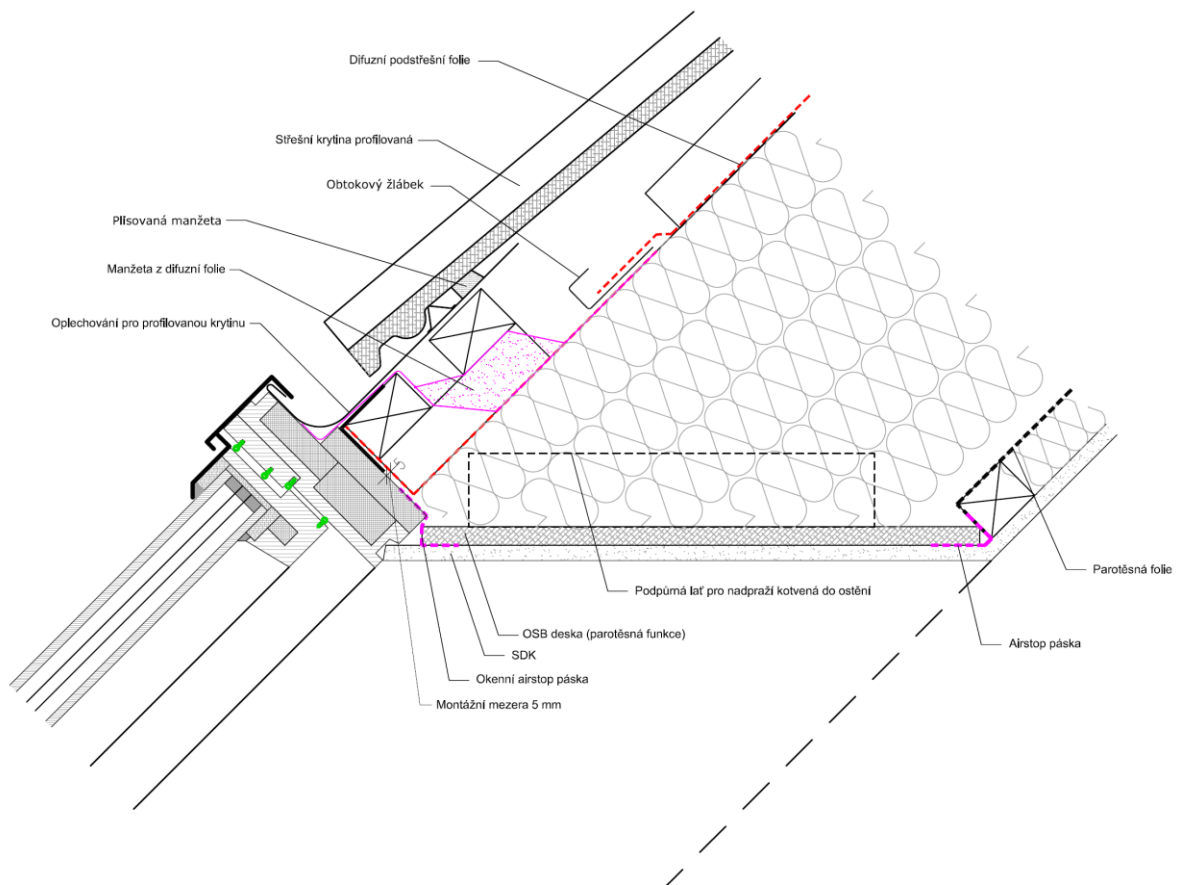 Difuzní podstřešní folie
Střešní krytina profilovaná
Obtokový žlábek
Plisovaná manžeta
Manžeta z difuzní folie
Oplechování pro profilovanou krytinu
5
Podpůrná lať pro nadpraží kotvená do ostění
Parotěsná folie
OSB deska (parotěsná funkce)
Airstop páska
SDK
Okenní airstop páska
Montážní mezera 5 mm